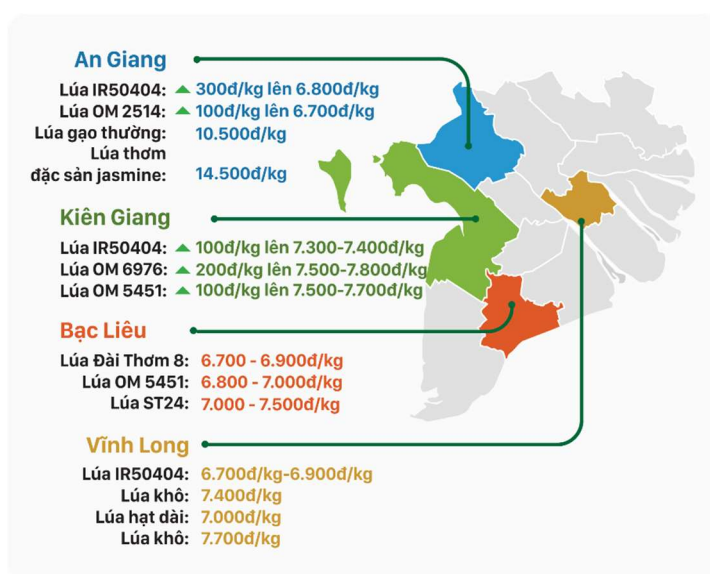 An Giang
Lúa IR50404: 300đ/kg lên 6.800đ/kg
Lúa OM 2514: 100đ/kg lên 6.700đ/kg
Lúa gạo thường: 10.500đ/kg
Lúa thơm
đặc sản jasmine: 14.500đ/kg
Kiên Giang
Lúa IR50404: 100đ/kg lên 7.300-7.400đ/kg
Lúa OM 6976: 200đ/kg lên 7.500-7.800đ/kg
Lúa OM 5451: 100đ/kg lên 7.500-7.700đ/kg
Bạc Liêu
Lúa Đài Thơm 8: 6.700 - 6.900đ/kg
Lúa OM 5451: 6.800 - 7.000đ/kg
Lúa ST24: 7.000 - 7.500đ/kg
Vĩnh Long
Lúa IR50404: 6.700đ/kg-6.900đ/kg
Lúa khô: 7.400đ/kg
Lúa hạt dài: 7.000đ/kg
Lúa khô: 7.700đ/kg